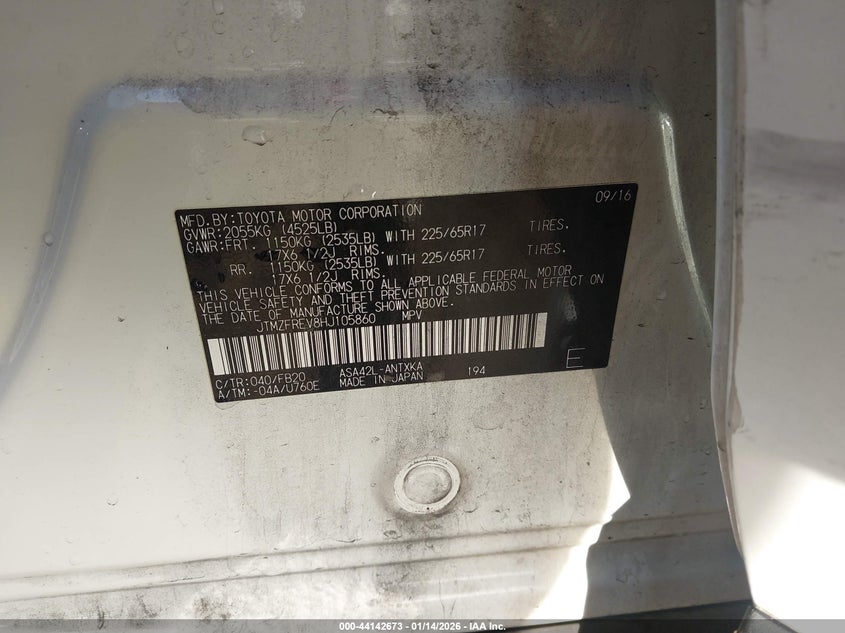 09/16
MFD.BY:TOYOTA MOTOR CORPORATION
GVWR:2055KG (4525LB)
GAWR:FRT. 1150KG (2535LB) WITH 225/65R17 TIRES.
17X6 1/2J RIMS.
RR. 1150KG (2535LB) WITH 225/65R17 TIRES.
17X6 1/2J RIMS.
THIS VEHICLE CONFORMS TO ALL APPLICABLE FEDERAL MOTOR
VEHICLE SAFETY AND THEFT PREVENTION STANDARDS IN EFFECT ON
THE DATE OF MANUFACTURE SHOWN ABOVE.
JTMZFREV8HJ105860 MPV
E
C/TR:040/FB20 ASA42L-ANTXKA 194
A/TM:-04A/U760E MADE IN JAPAN
000-44142673 - 01/14/2026 - IAA Inc.